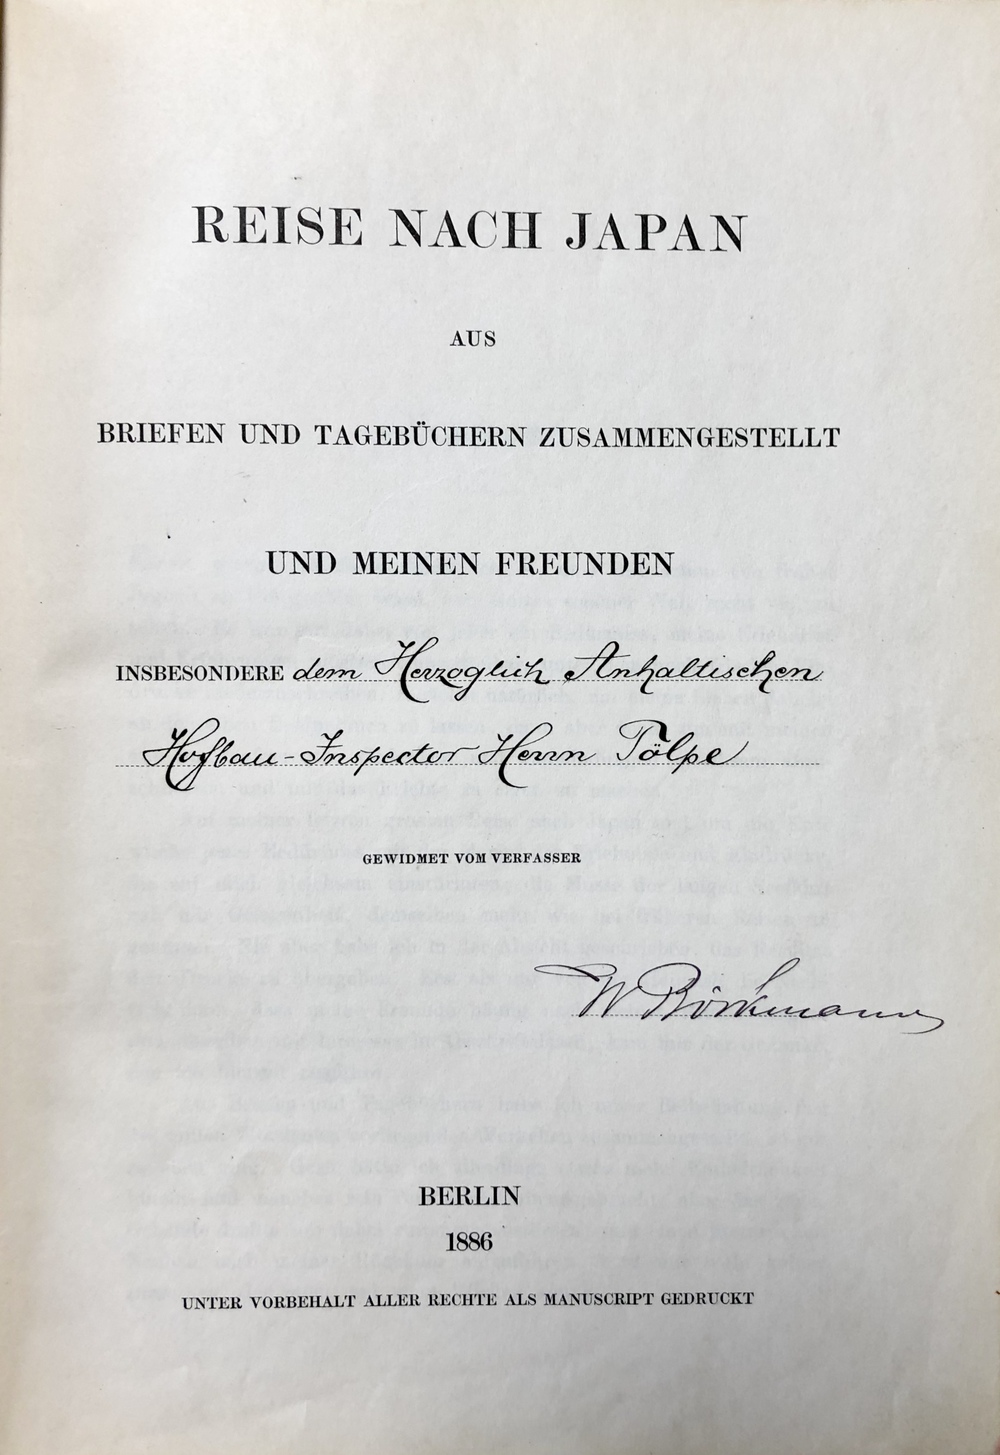 REISE NACH JAPAN
AUS
BRIEFEN UND TAGEBÜCHERN ZUSAMMENGESTELLT
UND MEINEN FREUNDEN
INSBESONDERE dem Herzoglich Anhaltischen
Hofbau-Inspector Herrn Tölpe
GEWIDMET VOM VERFASSER
W Böckmann
BERLIN
1886
UNTER VORBEHALT ALLER RECHTE ALS MANUSCRIPT GEDRUCKT